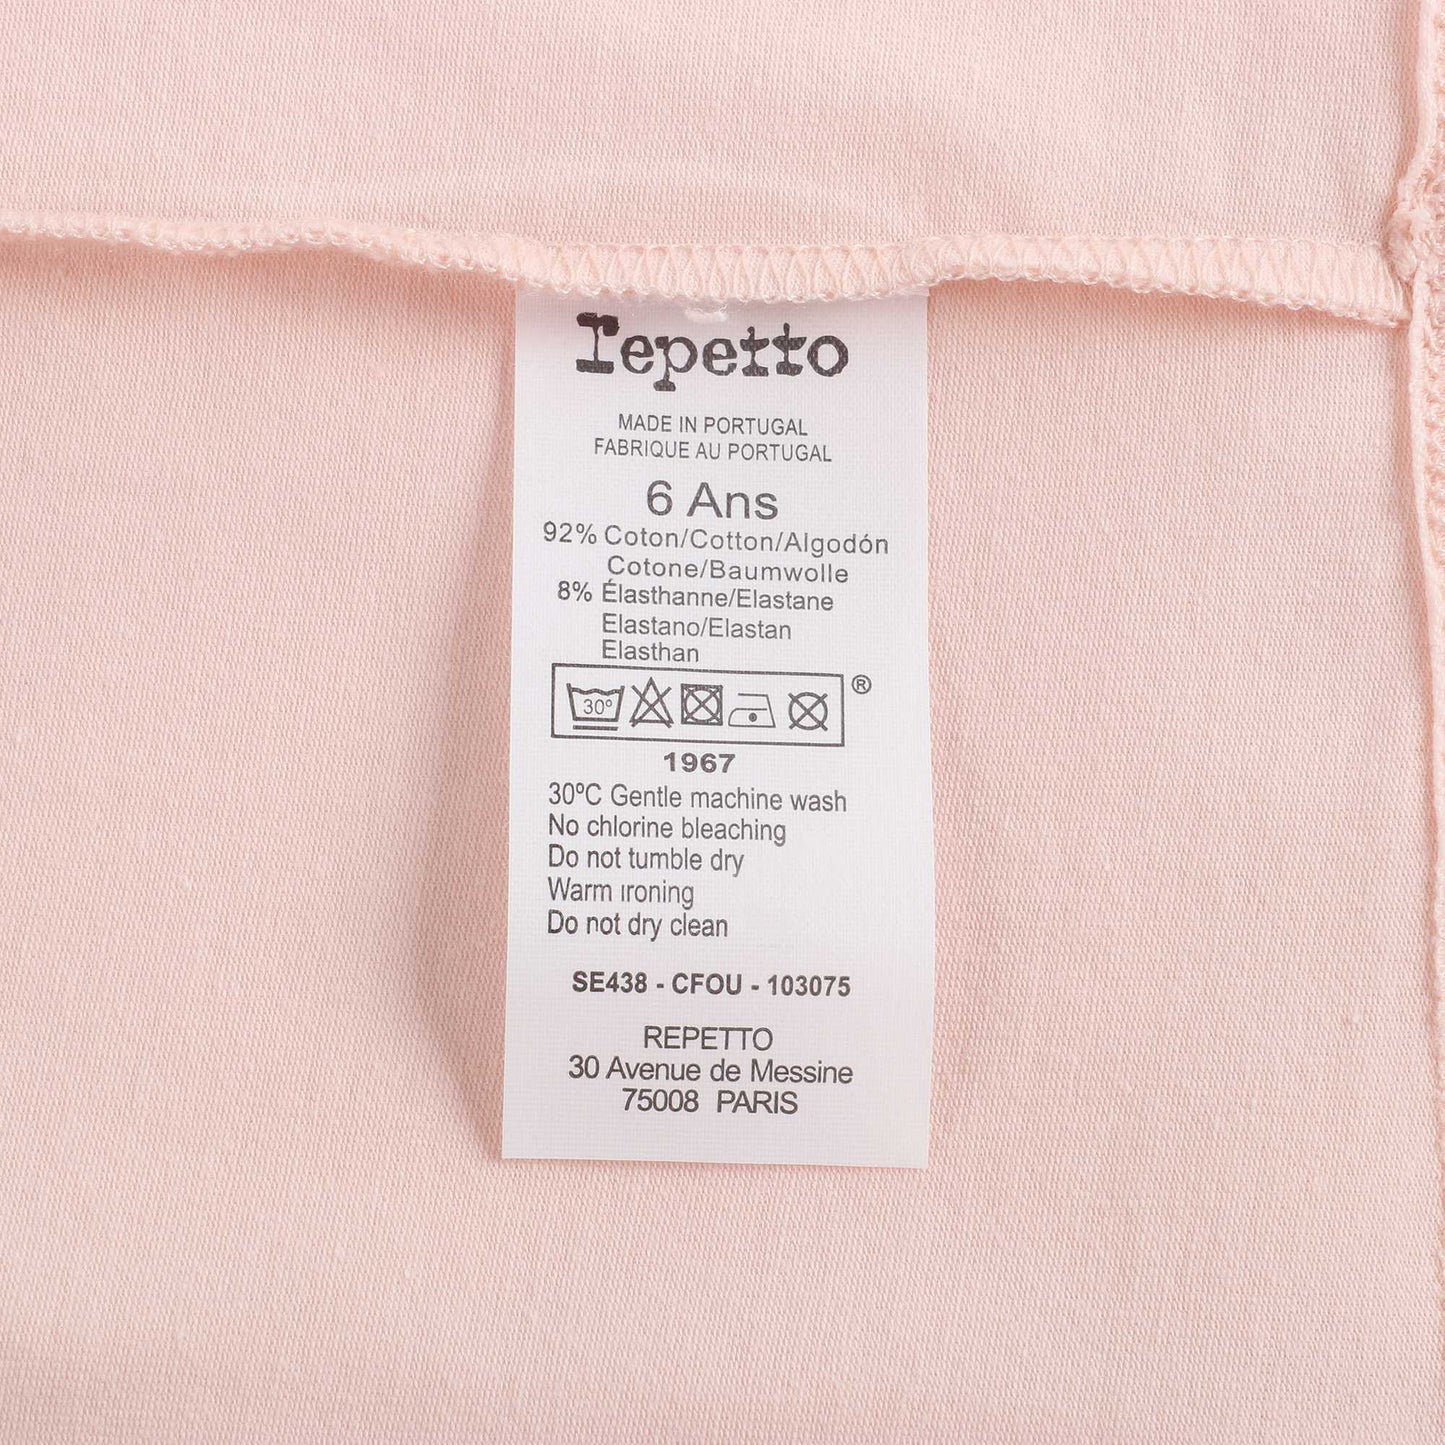 repetto
MADE IN PORTUGAL
FABRIQUE AU PORTUGAL
6 Ans
92% Coton/Cotton/Algodón
Cotone/Baumwolle
8% Élasthanne/Elastane
Elastano/Elastan
Elasthan
30º ®
1967
30ºC Gentle machine wash
No chlorine bleaching
Do not tumble dry
Warm ironing
Do not dry clean
SE438 - CFOU - 103075
REPETTO
30 Avenue de Messine
75008 PARIS